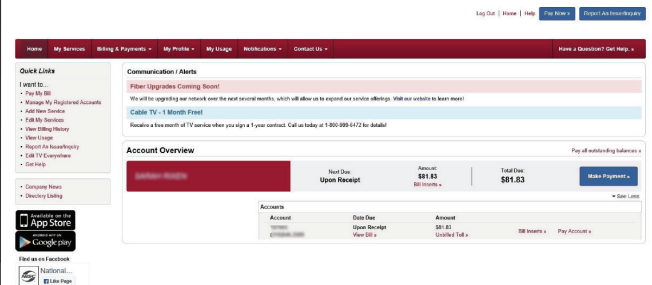 Log Out | Home | Help Pay Now » Report An Issue/Inquiry
Home My Services Billing & Payments My Profile My Usage Notifications Contact Us Have a Question? Get Help. »
Quick Links
I want to...
• Pay My Bill
• Manage My Registered Accounts
• Add New Service
• Edit My Services
• View Billing History
• View Usage
• Report An Issue/Inquiry
• Edit TV Everywhere
• Get Help
• Company News
• Directory Listing
Available on the
App Store
ANDROID APP ON
Google play
Find us on Facebook
National...
Like Page
Communication / Alerts
Fiber Upgrades Coming Soon!
We will be upgrading our network over the next several months, which will allow us to expand our service offerings. Visit our website to learn more!
Cable TV - 1 Month Free!
Receive a free month of TV service when you sign a 1-year contract. Call us today at 1-800-999-6472 for details!
Account Overview Pay all outstanding balances »
Next Due: Amount: Total Due:
Upon Receipt $81.83 $81.83 Make Payment »
Bill Inserts »
See Less
Accounts
Account Date Due Amount
Upon Receipt $81.83 Bill Inserts » Pay Account »
View Bill » Unbilled Toll »